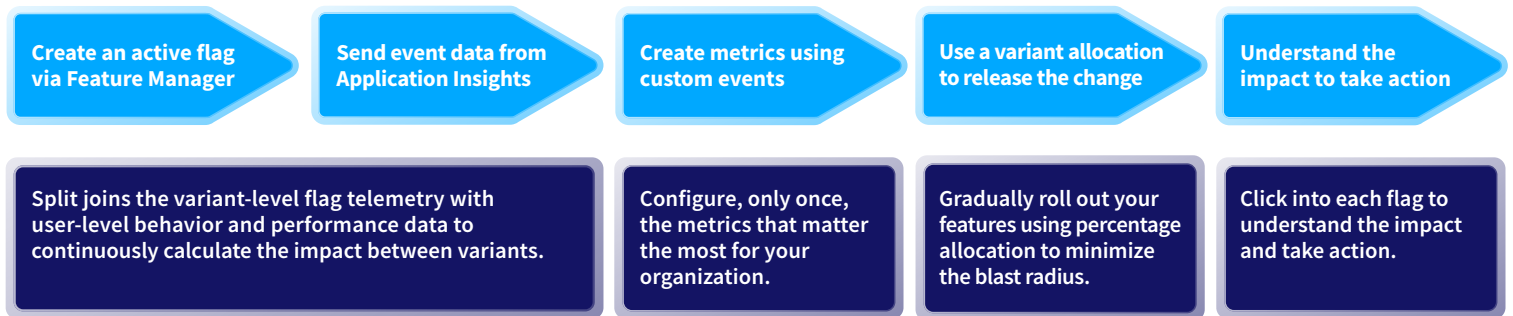 Create an active flag
via Feature Manager
Send event data from
Application Insights
Create metrics using
custom events
Use a variant allocation
to release the change
Understand the
impact to take action
Split joins the variant-level flag telemetry with
user-level behavior and performance data to
continuously calculate the impact between variants.
Configure, only once,
the metrics that matter
the most for your
organization.
Gradually roll out your
features using percentage
allocation to minimize
the blast radius.
Click into each flag to
understand the impact
and take action.